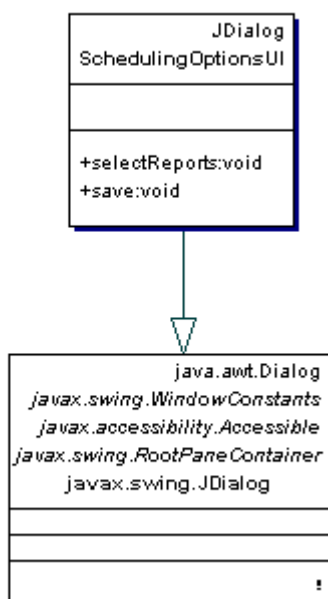 JDialog
SchedulingOptionsUI
+selectReports:void
+save:void
java.awt.Dialog
javax.swing.WindowConstants
javax.accessibility.Accessible
javax.swing.RootPaneContainer
javax.swing.JDialog
!